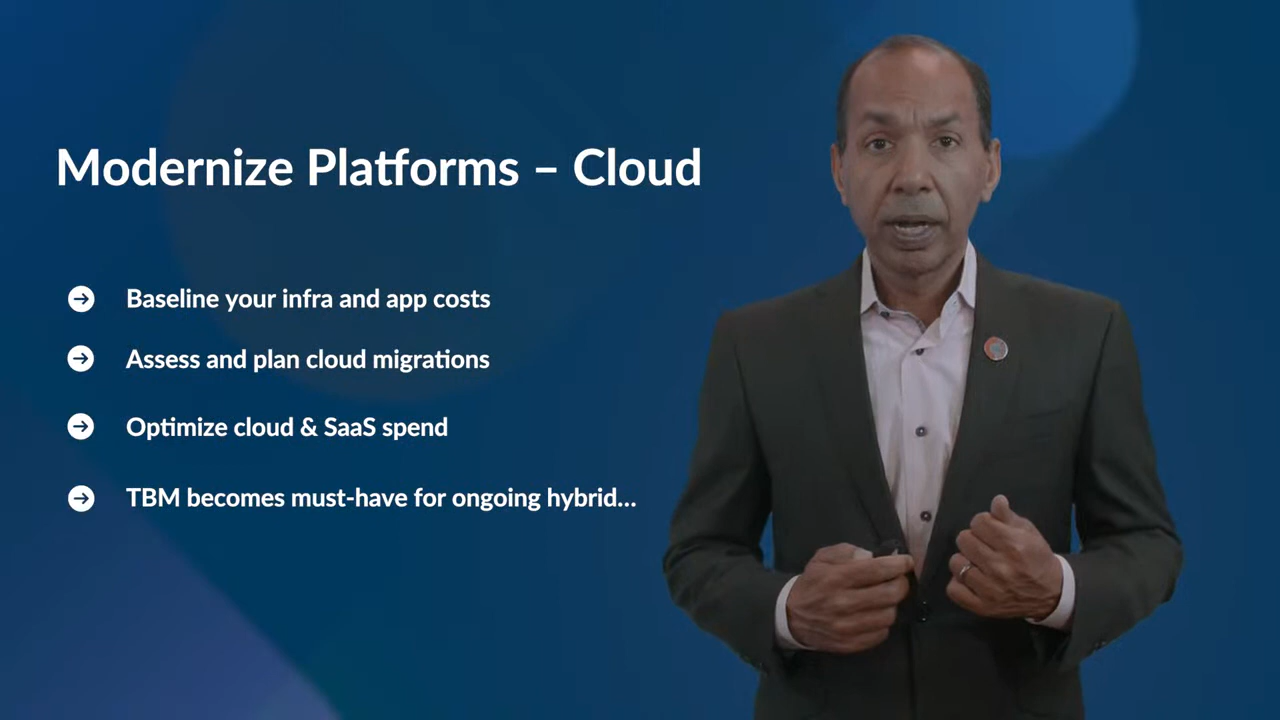 Modernize Platforms – Cloud
Baseline your infra and app costs
Assess and plan cloud migrations
Optimize cloud & SaaS spend
TBM becomes must-have for ongoing hybrid...